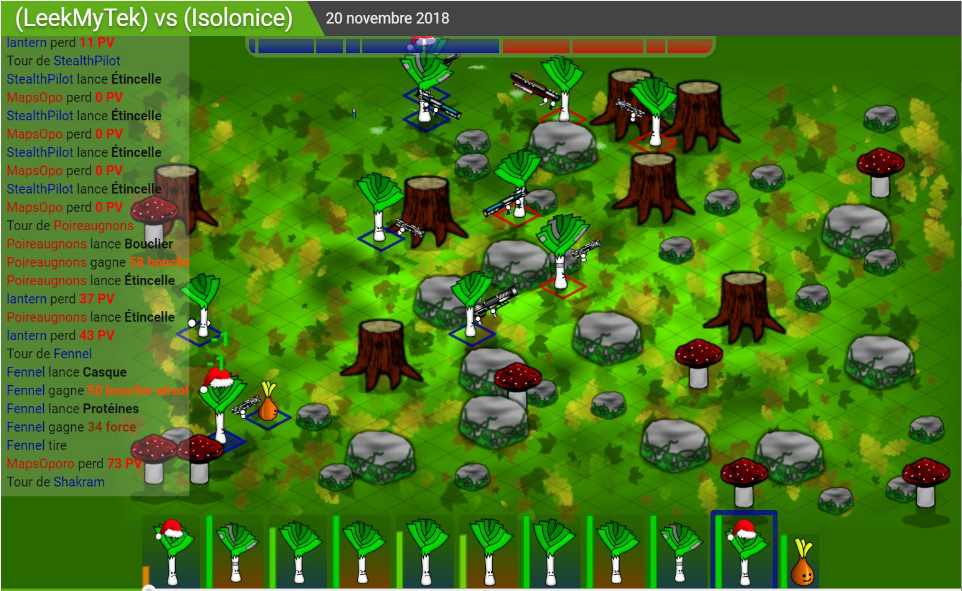 (LeekMyTek) vs (Isolonice)
20 novembre 2018
lantern perd 11 PV
Tour de StealthPilot
StealthPilot lance Étincelle
MapsOpo perd 0 PV
StealthPilot lance Étincelle
MapsOpo perd 0 PV
StealthPilot lance Étincelle
MapsOpo perd 0 PV
StealthPilot lance Étincelle
MapsOpo perd 0 PV
Tour de Poireaugnons
Poireaugnons lance Bouclier
Poireaugnons gagne 50 bouclie
Poireaugnons lance Étincelle
lantern perd 37 PV
Poireaugnons lance Étincelle
lantern perd 43 PV
Tour de Fennel
Fennel lance Casque
Fennel gagne 50 bouclier absol
Fennel lance Protéines
Fennel gagne 34 force
Fennel tire
MapsOporo perd 73 PV
Tour de Shakram
-1